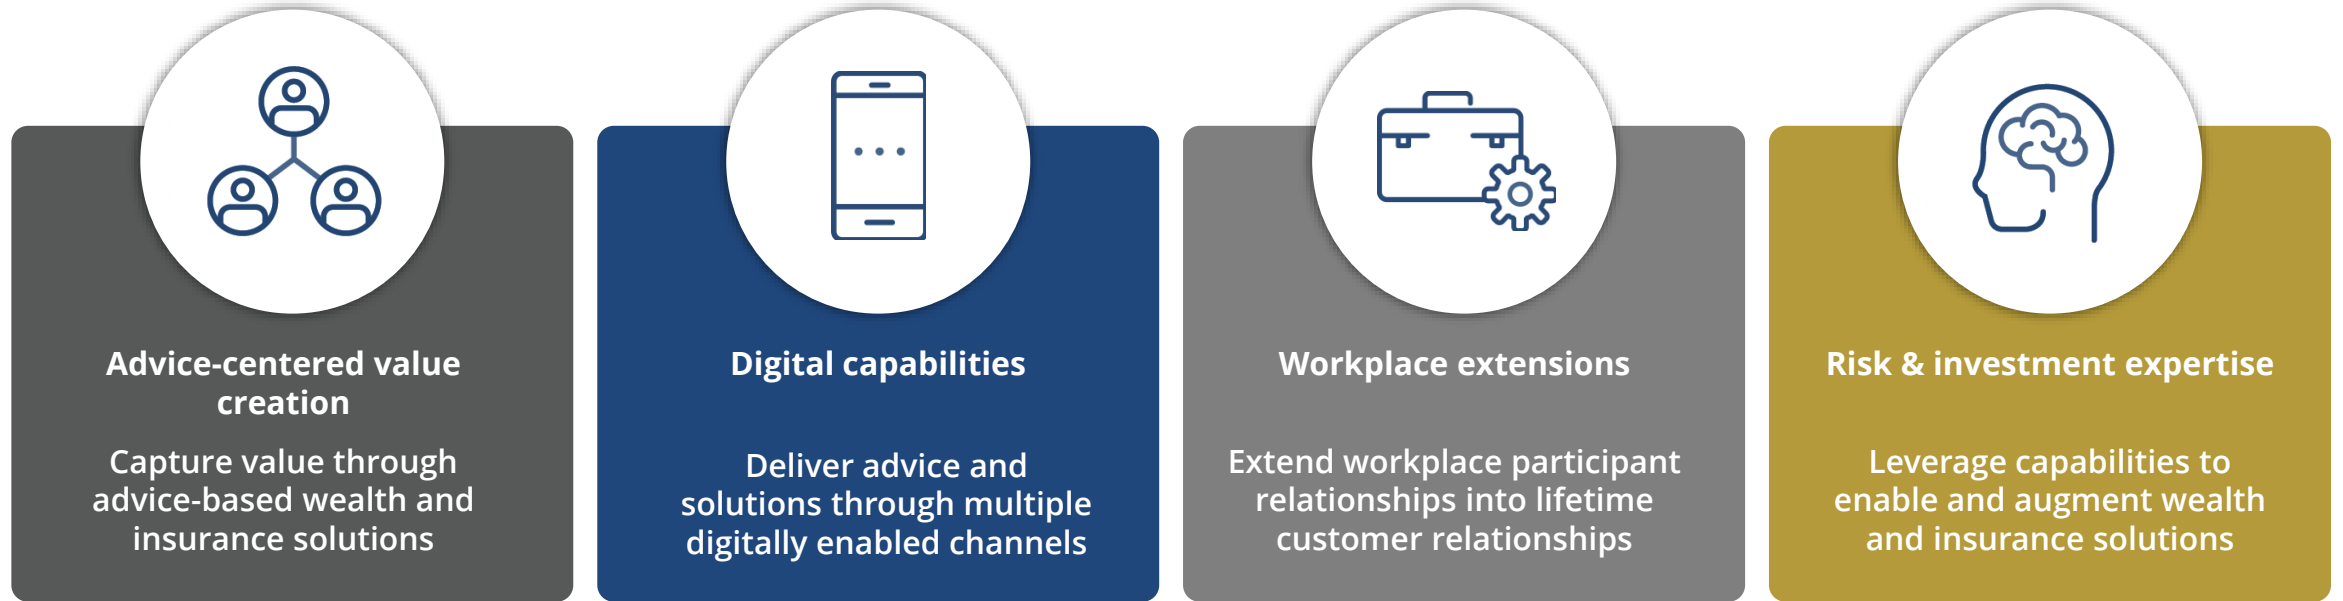 Advice-centered value
creation
Capture value through
advice-based wealth and
insurance solutions
Digital capabilities
Deliver advice and
solutions through multiple
digitally enabled channels
Workplace extensions
Extend workplace participant
relationships into lifetime
customer relationships
Risk & investment expertise
Leverage capabilities to
enable and augment wealth
and insurance solutions